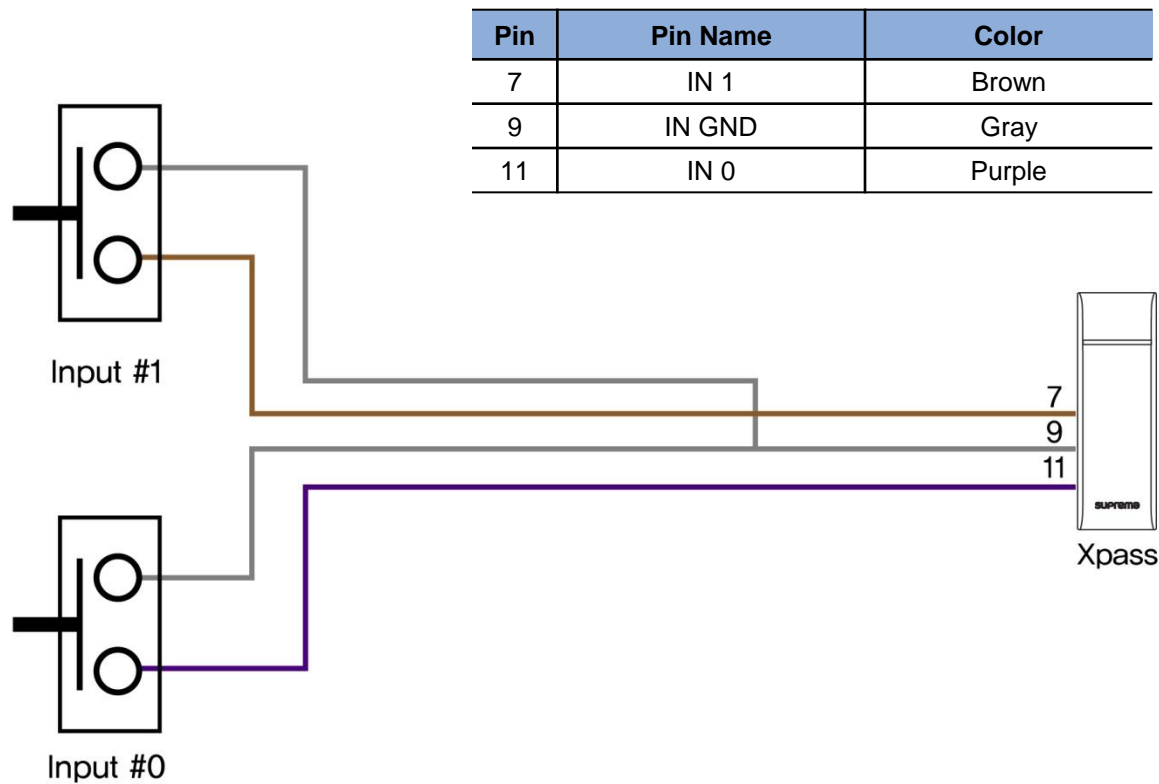 Pin Pin Name Color
7 IN 1 Brown
9 IN GND Gray
11 IN 0 Purple
Input #1
7
9
11
suprema
Xpass
Input #0